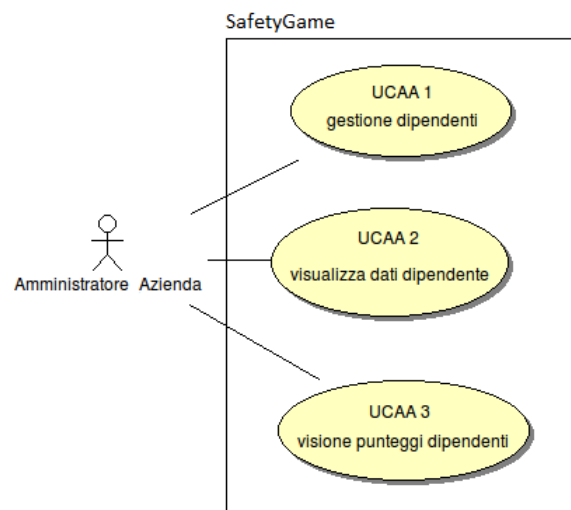 SafetyGame
UCAA 1
gestione dipendenti
UCAA 2
visualizza dati dipendente
Amministratore Azienda
UCAA 3
visione punteggi dipendenti